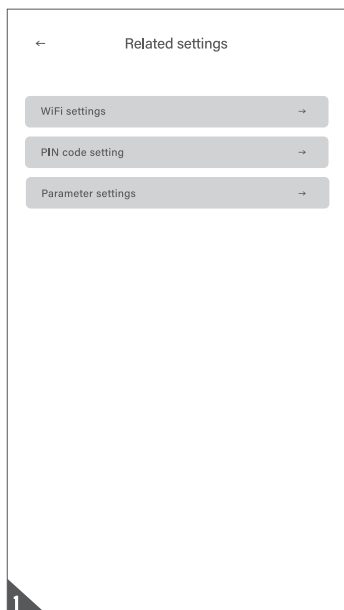 ← Related settings
WiFi settings →
PIN code setting →
Parameter settings →
1